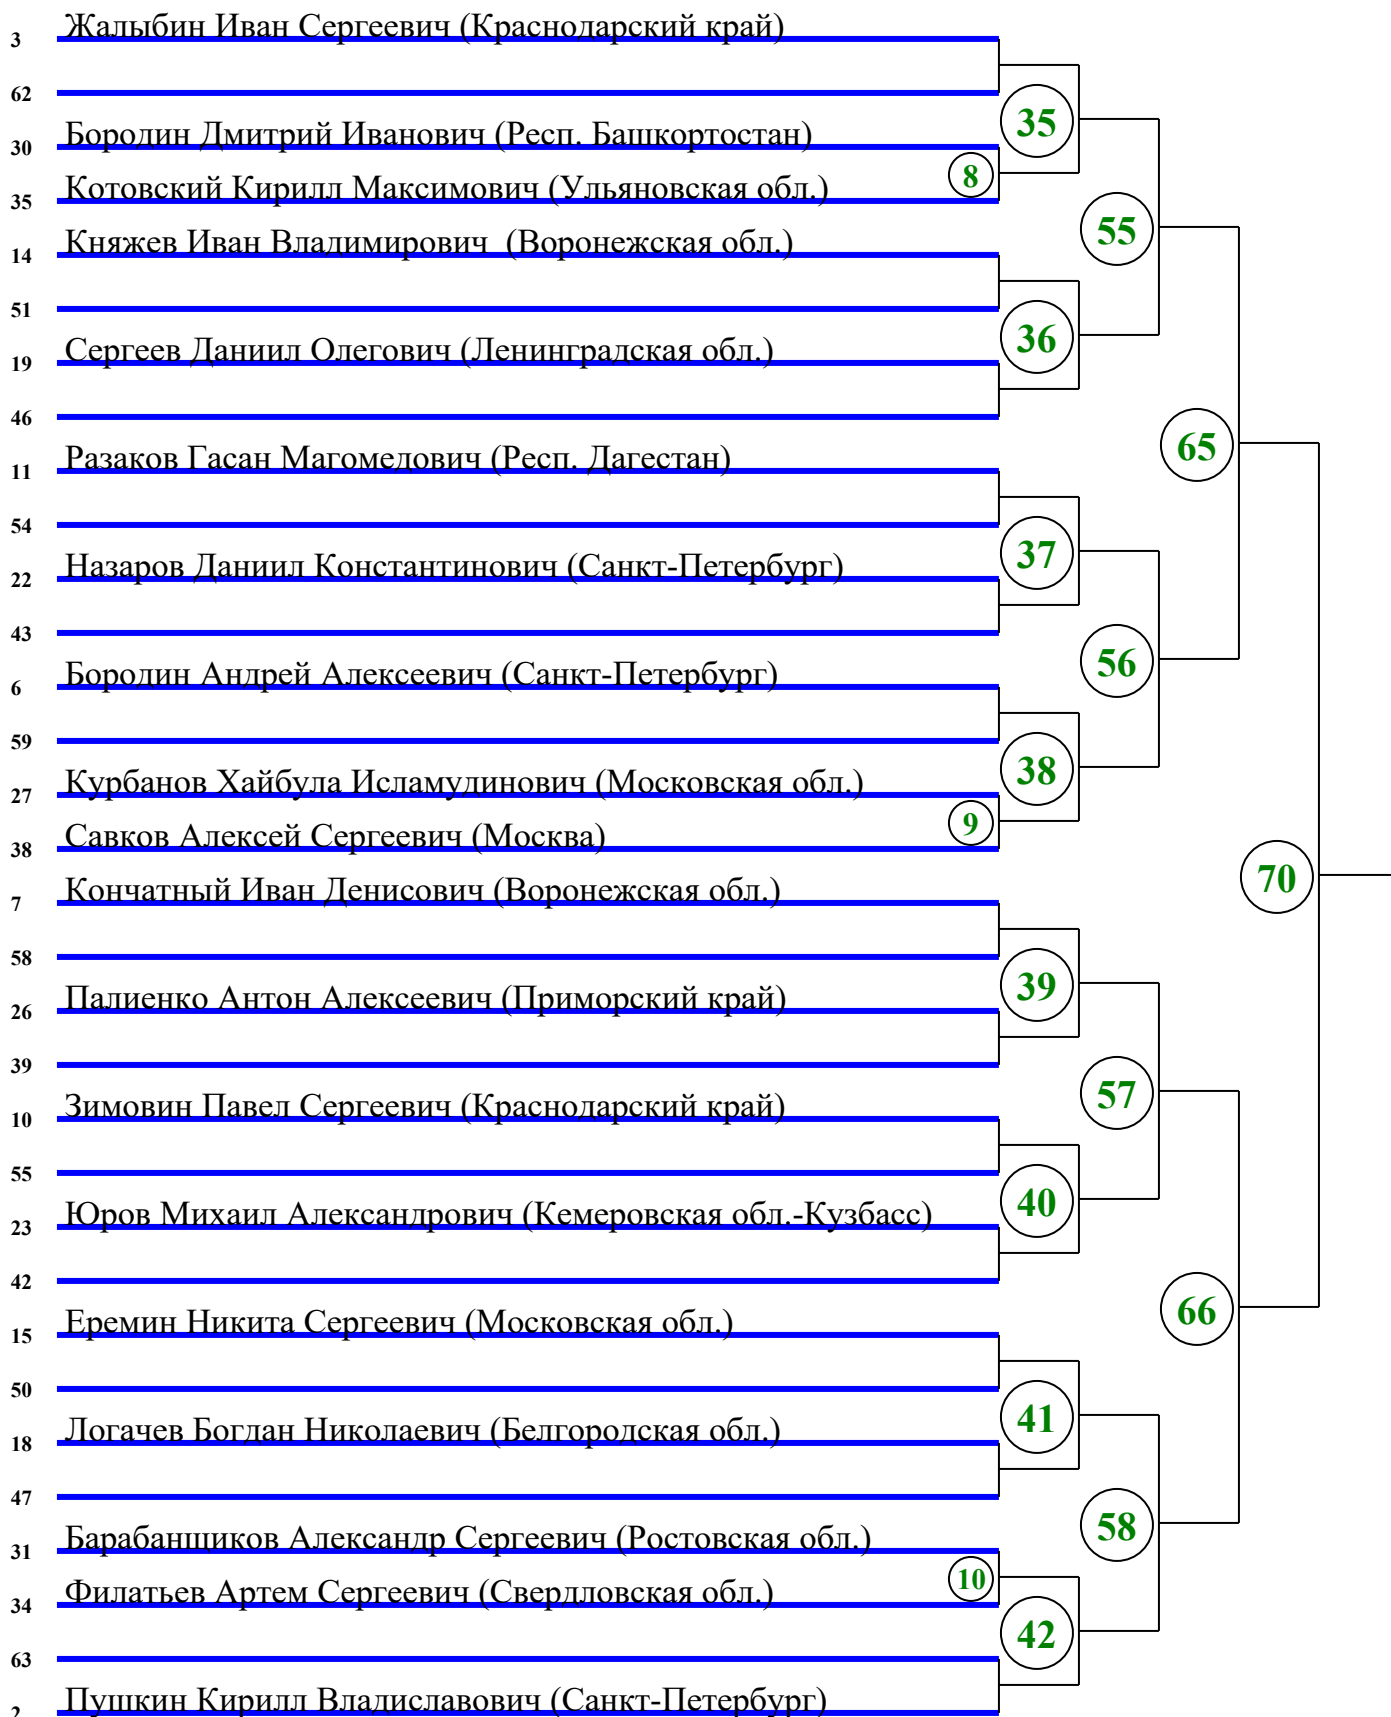 3 Жалыбин Иван Сергеевич (Краснодарский край)
62
35
30 Бородин Дмитрий Иванович (Респ. Башкортостан)
8
35 Котовский Кирилл Максимович (Ульяновская обл.)
55
14 Княжев Иван Владимирович (Воронежская обл.)
51
36
19 Сергеев Даниил Олегович (Ленинградская обл.)
46
65
11 Разаков Гасан Магомедович (Респ. Дагестан)
54
37
22 Назаров Даниил Константинович (Санкт-Петербург)
43
56
6 Бородин Андрей Алексеевич (Санкт-Петербург)
59
38
27 Курбанов Хайбула Исламудинович (Московская обл.)
9
38 Савков Алексей Сергеевич (Москва)
70
7 Кончатный Иван Денисович (Воронежская обл.)
58
39
26 Палиенко Антон Алексеевич (Приморский край)
39
57
10 Зимовин Павел Сергеевич (Краснодарский край)
55
40
23 Юров Михаил Александрович (Кемеровская обл.-Кузбасс)
42
66
15 Еремин Никита Сергеевич (Московская обл.)
50
41
18 Логачев Богдан Николаевич (Белгородская обл.)
47
58
31 Барабанщиков Александр Сергеевич (Ростовская обл.)
10
34 Филатьев Артем Сергеевич (Свердловская обл.)
42
63
2 Пушкин Кирилл Владиславович (Санкт-Петербург)